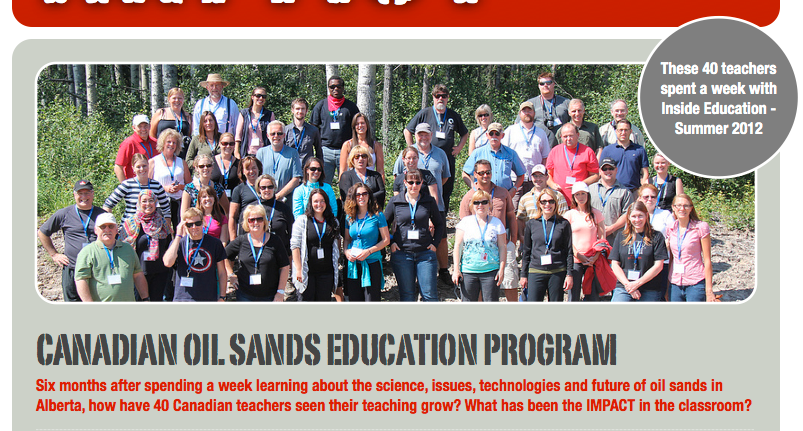 These 40 teachers
spent a week with
Inside Education -
Summer 2012
CANADIAN OIL SANDS EDUCATION PROGRAM
Six months after spending a week learning about the science, issues, technologies and future of oil sands in
Alberta, how have 40 Canadian teachers seen their teaching grow? What has been the IMPACT in the classroom?